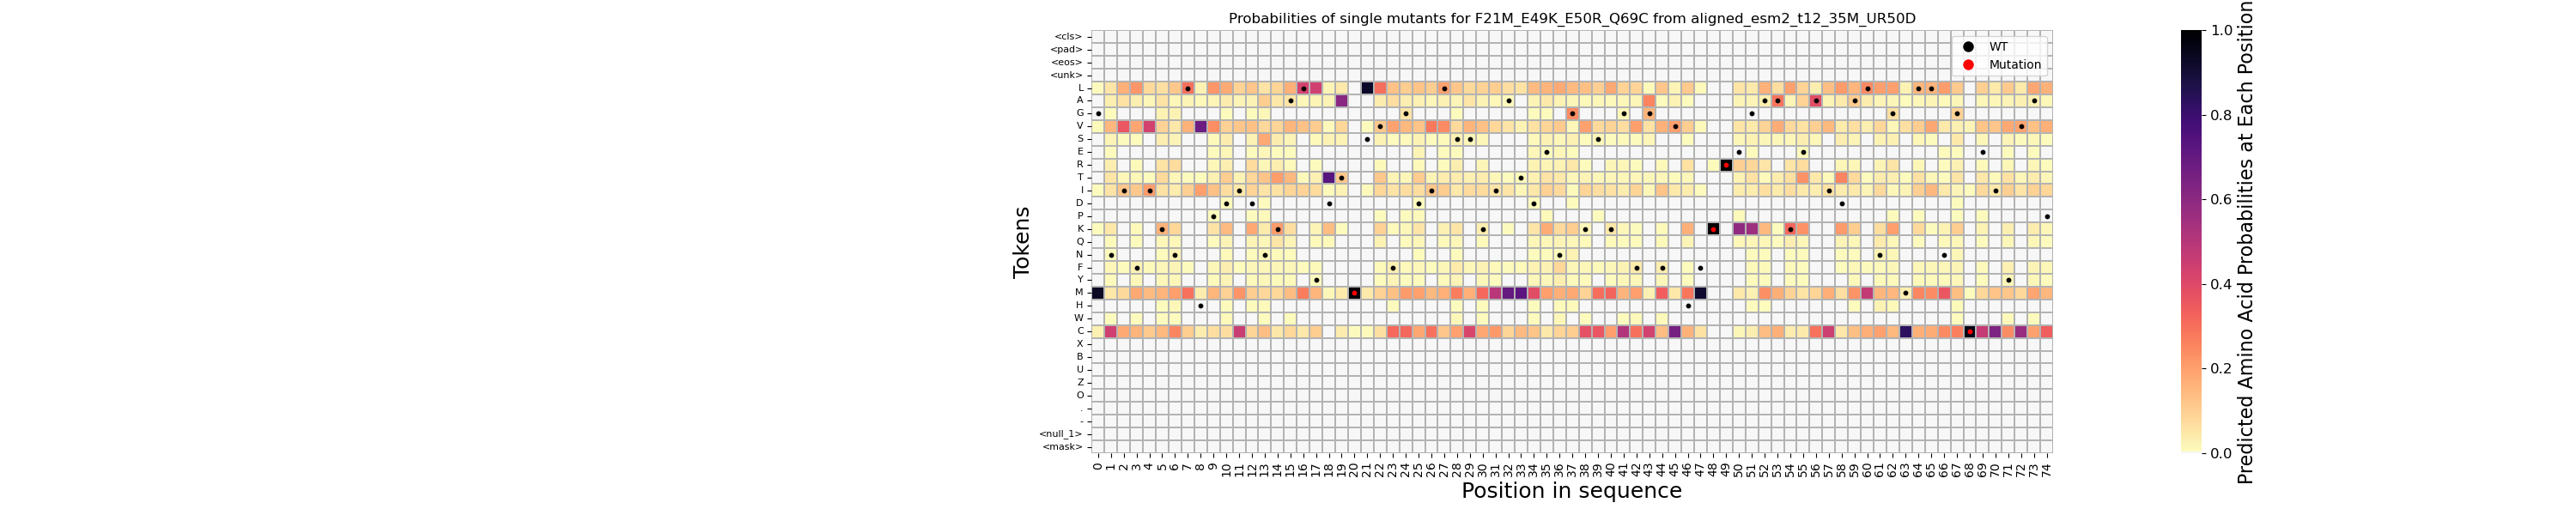 Probabilities of single mutants for F21M_E49K_E50R_Q69C from aligned_esm2_t12_35M_UR50D
<cls>
<pad>
<eos>
<unk>
L
A
G
V
S
E
R
T
I
D
P
K
Q
N
F
Y
M
H
W
C
X
B
U
Z
O
.
-
<null_1>
<mask>
Tokens
WT
Mutation
0 1 2 3 4 5 6 7 8 9 10 11 12 13 14 15 16 17 18 19 20 21 22 23 24 25 26 27 28 29 30 31 32 33 34 35 36 37 38 39 40 41 42 43 44 45 46 47 48 49 50 51 52 53 54 55 56 57 58 59 60 61 62 63 64 65 66 67 68 69 70 71 72 73 74
Position in sequence
1.0
0.8
0.6
0.4
0.2
0.0
Predicted Amino Acid Probabilities at Each Position